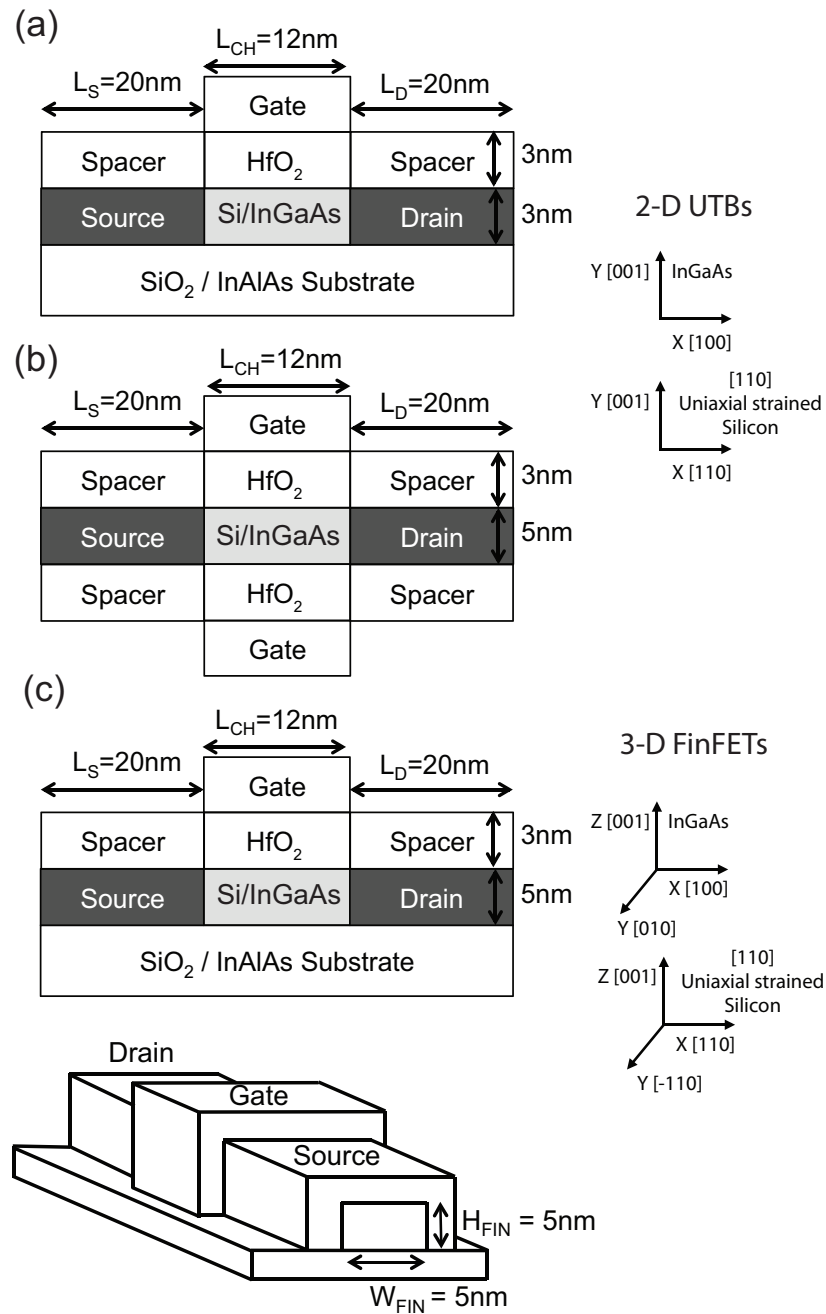 (a)
L_CH=12nm
L_S=20nm
L_D=20nm
Gate
Spacer
HfO₂
Spacer
3nm
Source
Si/InGaAs
Drain
3nm
SiO₂ / InAlAs Substrate
2-D UTBs
Y [001]
InGaAs
X [100]
[110]
Y [001]
Uniaxial strained
Silicon
X [110]
(b)
L_CH=12nm
L_S=20nm
L_D=20nm
Gate
Spacer
HfO₂
Spacer
3nm
Source
Si/InGaAs
Drain
5nm
Spacer
HfO₂
Spacer
Gate
(c)
L_CH=12nm
L_S=20nm
L_D=20nm
Gate
Spacer
HfO₂
Spacer
3nm
Source
Si/InGaAs
Drain
5nm
SiO₂ / InAlAs Substrate
3-D FinFETs
Z [001]
InGaAs
X [100]
Y [010]
[110]
Z [001]
Uniaxial strained
Silicon
X [110]
Y [-110]
Drain
Gate
Source
H_FIN = 5nm
W_FIN = 5nm